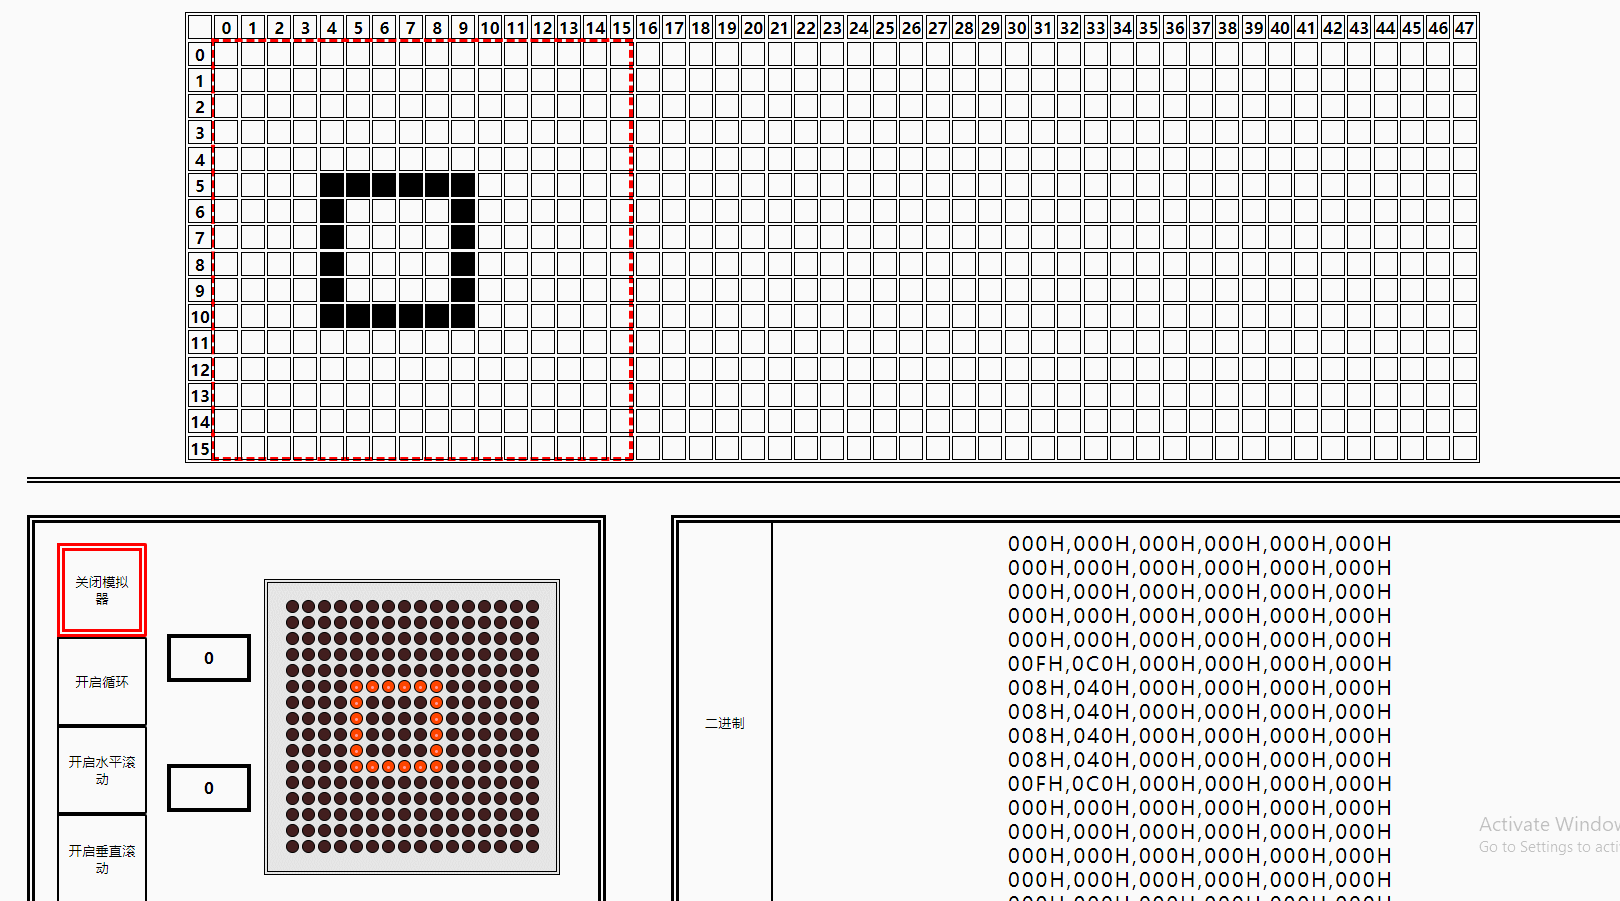 0 1 2 3 4 5 6 7 8 9 10 11 12 13 14 15 16 17 18 19 20 21 22 23 24 25 26 27 28 29 30 31 32 33 34 35 36 37 38 39 40 41 42 43 44 45 46 47
0
1
2
3
4
5
6
7
8
9
10
11
12
13
14
15
关闭模拟
器
开启循环
开启水平滚
动
开启垂直滚
动
0
0
二进制
000H,000H,000H,000H,000H,000H
000H,000H,000H,000H,000H,000H
000H,000H,000H,000H,000H,000H
000H,000H,000H,000H,000H,000H
000H,000H,000H,000H,000H,000H
00FH,0C0H,000H,000H,000H,000H
008H,040H,000H,000H,000H,000H
008H,040H,000H,000H,000H,000H
008H,040H,000H,000H,000H,000H
008H,040H,000H,000H,000H,000H
00FH,0C0H,000H,000H,000H,000H
000H,000H,000H,000H,000H,000H
000H,000H,000H,000H,000H,000H
000H,000H,000H,000H,000H,000H
000H,000H,000H,000H,000H,000H
Activate Window
Go to Settings to acti